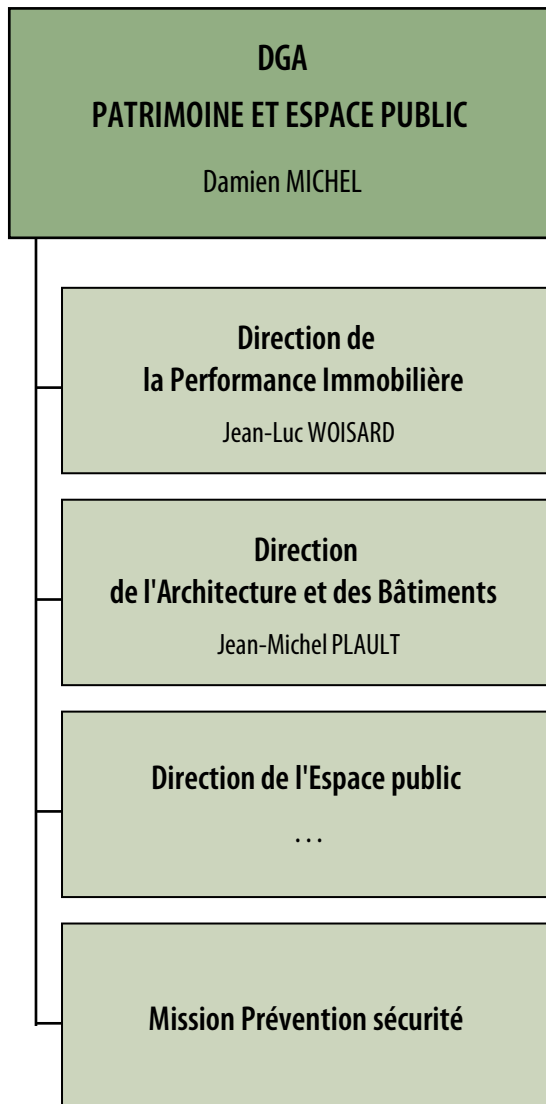 DGA
PATRIMOINE ET ESPACE PUBLIC
Damien MICHEL
Direction de
la Performance Immobilière
Jean-Luc WOISARD
Direction
de l'Architecture et des Bâtiments
Jean-Michel PLAULT
Direction de l'Espace public
...
Mission Prévention sécurité